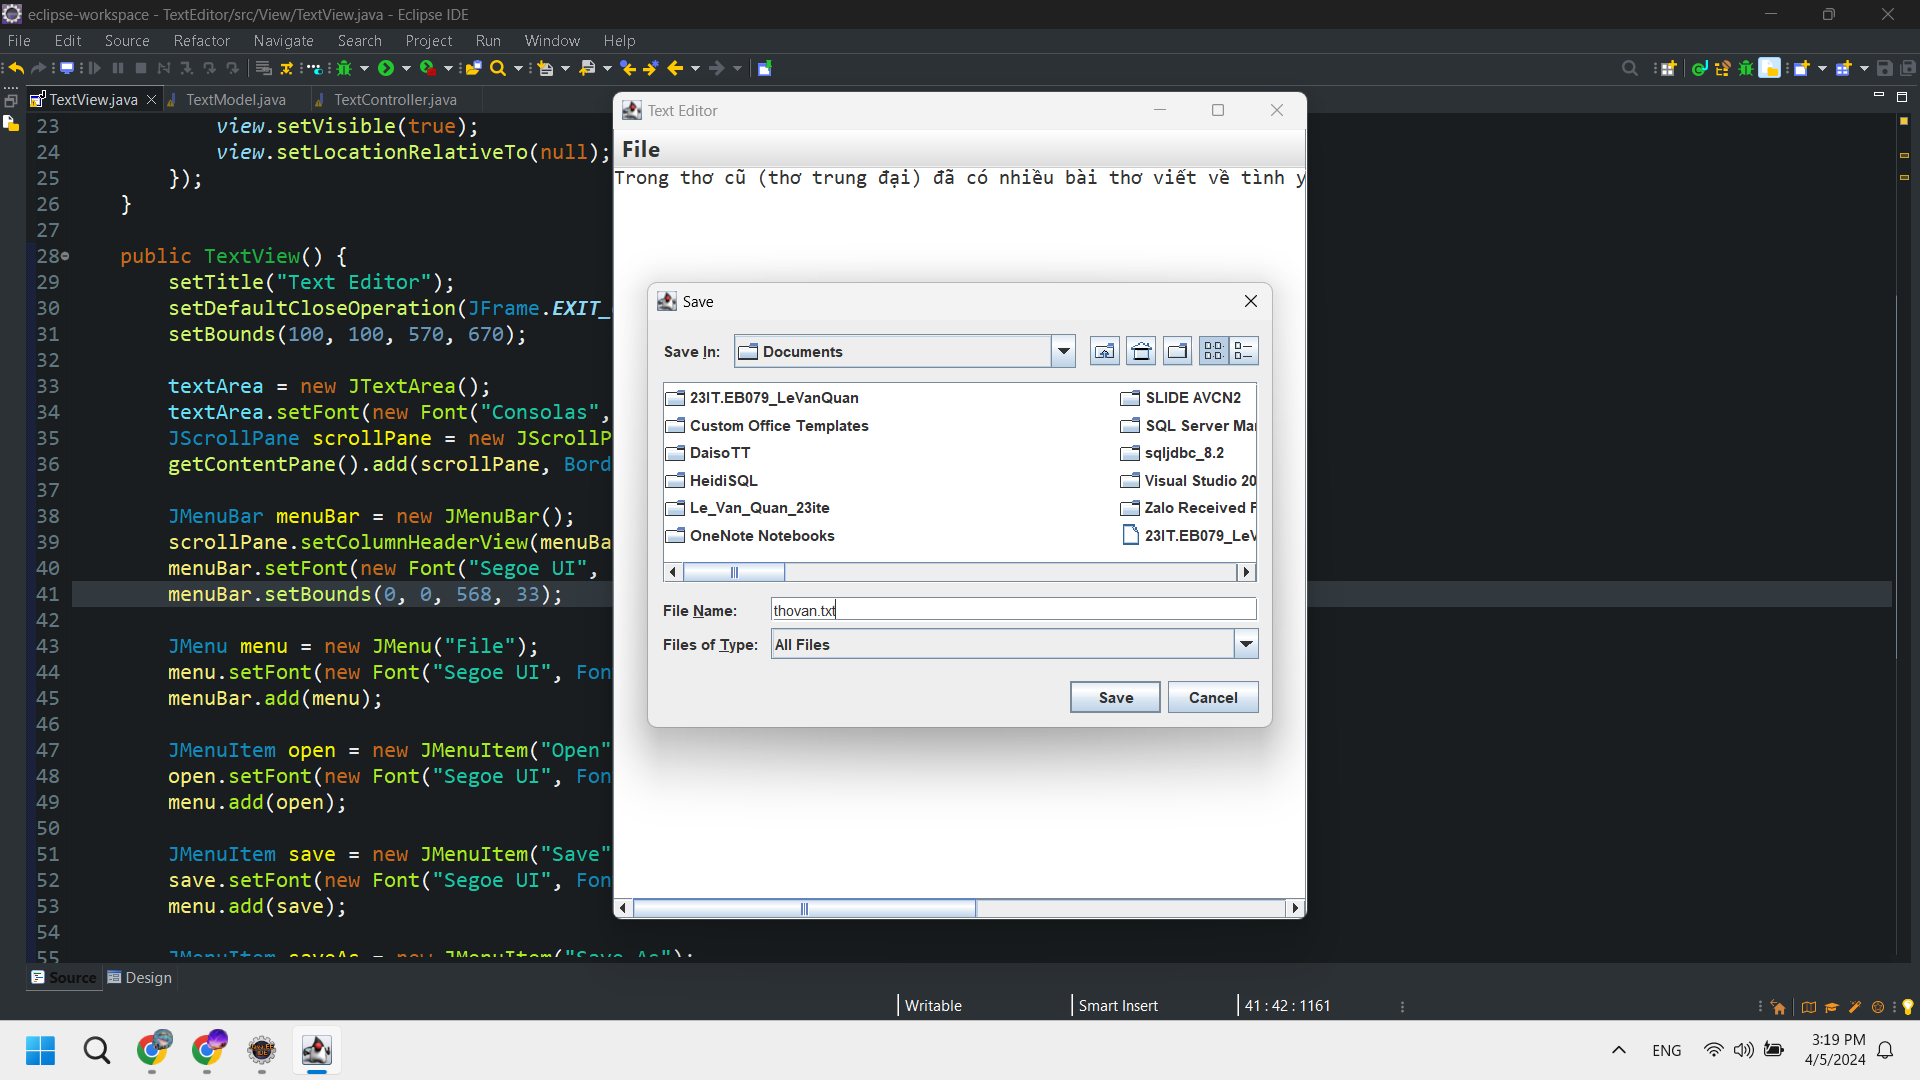 eclipse-workspace - TextEditor/src/View/TextView.java - Eclipse IDE
File Edit Source Refactor Navigate Search Project Run Window Help
TextView.java TextModel.java TextController.java
23 view.setVisible(true);
24 view.setLocationRelativeTo(null);
25 });
26 }
27
28 public TextView() {
29 setTitle("Text Editor");
30 setDefaultCloseOperation(JFrame.EXIT_
31 setBounds(100, 100, 570, 670);
32
33 textArea = new JTextArea();
34 textArea.setFont(new Font("Consolas",
35 JScrollPane scrollPane = new JScrollP
36 getContentPane().add(scrollPane, Bord
37
38 JMenuBar menuBar = new JMenuBar();
39 scrollPane.setColumnHeaderView(menuBa
40 menuBar.setFont(new Font("Segoe UI",
41 menuBar.setBounds(0, 0, 568, 33);
42
43 JMenu menu = new JMenu("File");
44 menu.setFont(new Font("Segoe UI", Fon
45 menuBar.add(menu);
46
47 JMenuItem open = new JMenuItem("Open"
48 open.setFont(new Font("Segoe UI", Fon
49 menu.add(open);
50
51 JMenuItem save = new JMenuItem("Save"
52 save.setFont(new Font("Segoe UI", Fon
53 menu.add(save);
54
55 JMenuItem saveAs = new JMenuItem("Save As");
Text Editor
File
Trong thơ cũ (thơ trung đại) đã có nhiều bài thơ viết về tình y
Save
Save In: Documents
23IT.EB079_LeVanQuan
Custom Office Templates
DaisoTT
HeidiSQL
Le_Van_Quan_23ite
OneNote Notebooks
SLIDE AVCN2
SQL Server Ma
sqljdbc_8.2
Visual Studio 20
Zalo Received F
23IT.EB079_LeV
File Name: thovan.txt
Files of Type: All Files
Save Cancel
Source Design
Writable Smart Insert 41 : 42 : 1161
ENG
3:19 PM
4/5/2024